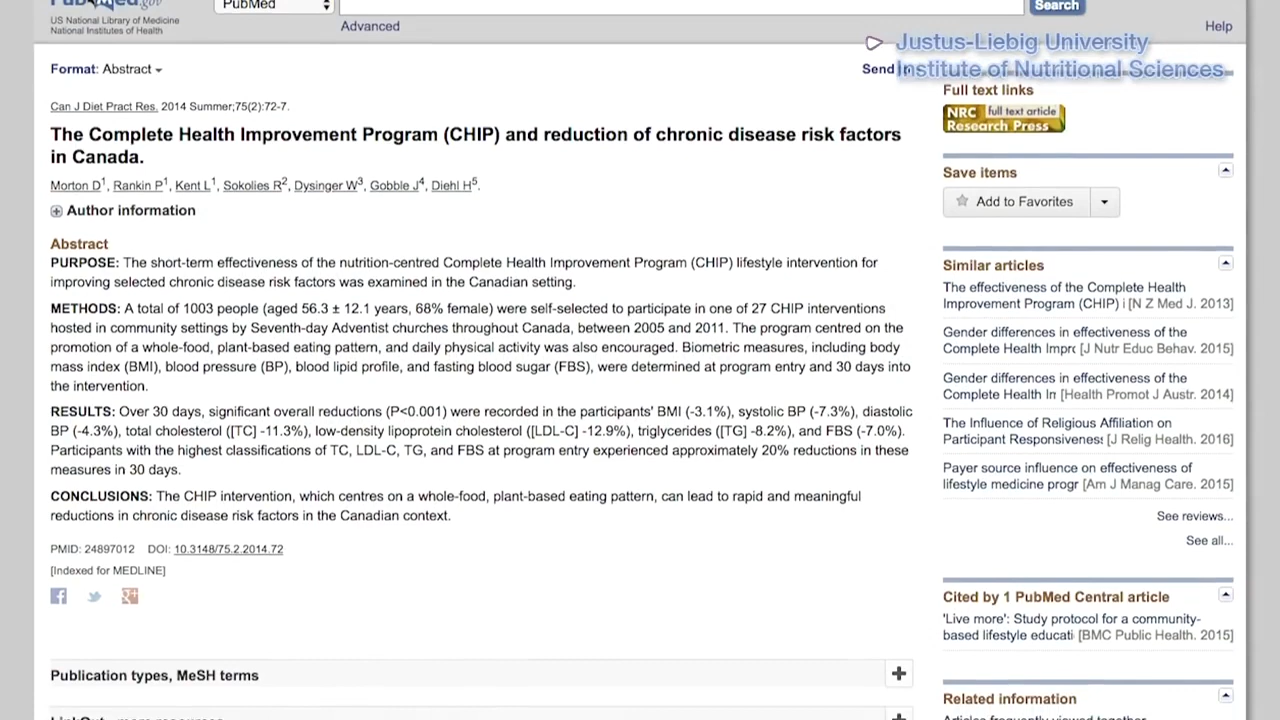 PubMed.gov
US National Library of Medicine
National Institutes of Health
PubMed
Search
Advanced
Help
Justus-Liebig University
Institute of Nutritional Sciences
Format: Abstract
Send
Can J Diet Pract Res. 2014 Summer;75(2):72-7.
The Complete Health Improvement Program (CHIP) and reduction of chronic disease risk factors
in Canada.
Morton D1, Rankin P1, Kent L1, Sokolies R2, Dysinger W3, Gobble J4, Diehl H5.
Author information
Abstract
PURPOSE: The short-term effectiveness of the nutrition-centred Complete Health Improvement Program (CHIP) lifestyle intervention for
improving selected chronic disease risk factors was examined in the Canadian setting.
METHODS: A total of 1003 people (aged 56.3 ± 12.1 years, 68% female) were self-selected to participate in one of 27 CHIP interventions
hosted in community settings by Seventh-day Adventist churches throughout Canada, between 2005 and 2011. The program centred on the
promotion of a whole-food, plant-based eating pattern, and daily physical activity was also encouraged. Biometric measures, including body
mass index (BMI), blood pressure (BP), blood lipid profile, and fasting blood sugar (FBS), were determined at program entry and 30 days into
the intervention.
RESULTS: Over 30 days, significant overall reductions (P<0.001) were recorded in the participants' BMI (-3.1%), systolic BP (-7.3%), diastolic
BP (-4.3%), total cholesterol ([TC] -11.3%), low-density lipoprotein cholesterol ([LDL-C] -12.9%), triglycerides ([TG] -8.2%), and FBS (-7.0%).
Participants with the highest classifications of TC, LDL-C, TG, and FBS at program entry experienced approximately 20% reductions in these
measures in 30 days.
CONCLUSIONS: The CHIP intervention, which centres on a whole-food, plant-based eating pattern, can lead to rapid and meaningful
reductions in chronic disease risk factors in the Canadian context.
PMID: 24897012 DOI: 10.3148/75.2.2014.72
[Indexed for MEDLINE]
Publication types, MeSH terms
Full text links
NRC full text article
Research Press
Save items
Add to Favorites
Similar articles
The effectiveness of the Complete Health
Improvement Program (CHIP) i [N Z Med J. 2013]
Gender differences in effectiveness of the
Complete Health Impro [J Nutr Educ Behav. 2015]
Gender differences in effectiveness of the
Complete Health Ir [Health Promot J Austr. 2014]
The Influence of Religious Affiliation on
Participant Responsiveness [J Relig Health. 2016]
Payer source influence on effectiveness of
lifestyle medicine progr [Am J Manag Care. 2015]
See reviews...
See all...
Cited by 1 PubMed Central article
'Live more': Study protocol for a community-
based lifestyle educati [BMC Public Health. 2015]
Related information